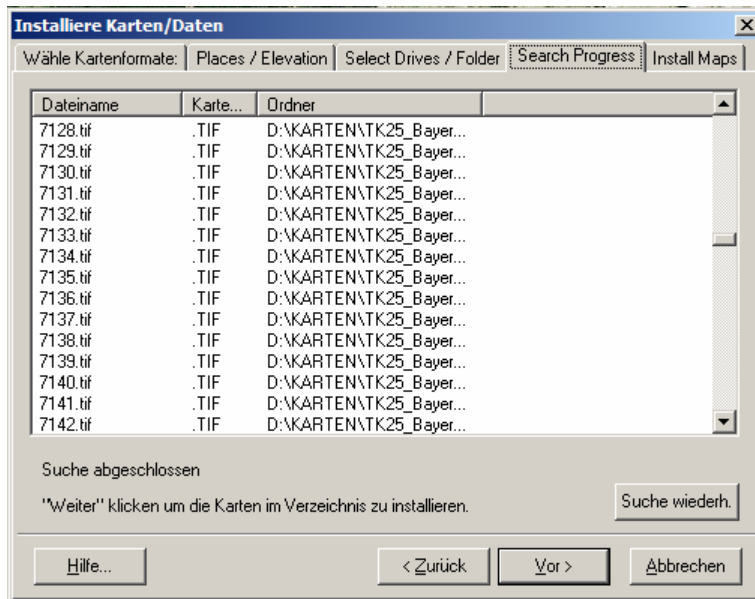 Installiere Karten/Daten
Wähle Kartenformate: Places / Elevation Select Drives / Folder Search Progress Install Maps
Dateiname Karte... Ordner
7128.tif .TIF D:\KARTEN\TK25_Bayer...
7129.tif .TIF D:\KARTEN\TK25_Bayer...
7130.tif .TIF D:\KARTEN\TK25_Bayer...
7131.tif .TIF D:\KARTEN\TK25_Bayer...
7132.tif .TIF D:\KARTEN\TK25_Bayer...
7133.tif .TIF D:\KARTEN\TK25_Bayer...
7134.tif .TIF D:\KARTEN\TK25_Bayer...
7135.tif .TIF D:\KARTEN\TK25_Bayer...
7136.tif .TIF D:\KARTEN\TK25_Bayer...
7137.tif .TIF D:\KARTEN\TK25_Bayer...
7138.tif .TIF D:\KARTEN\TK25_Bayer...
7139.tif .TIF D:\KARTEN\TK25_Bayer...
7140.tif .TIF D:\KARTEN\TK25_Bayer...
7141.tif .TIF D:\KARTEN\TK25_Bayer...
7142.tif .TIF D:\KARTEN\TK25_Bayer...
Suche abgeschlossen
"Weiter" klicken um die Karten im Verzeichnis zu installieren.
Suche wiederh.
Hilfe... < Zurück Vor > Abbrechen